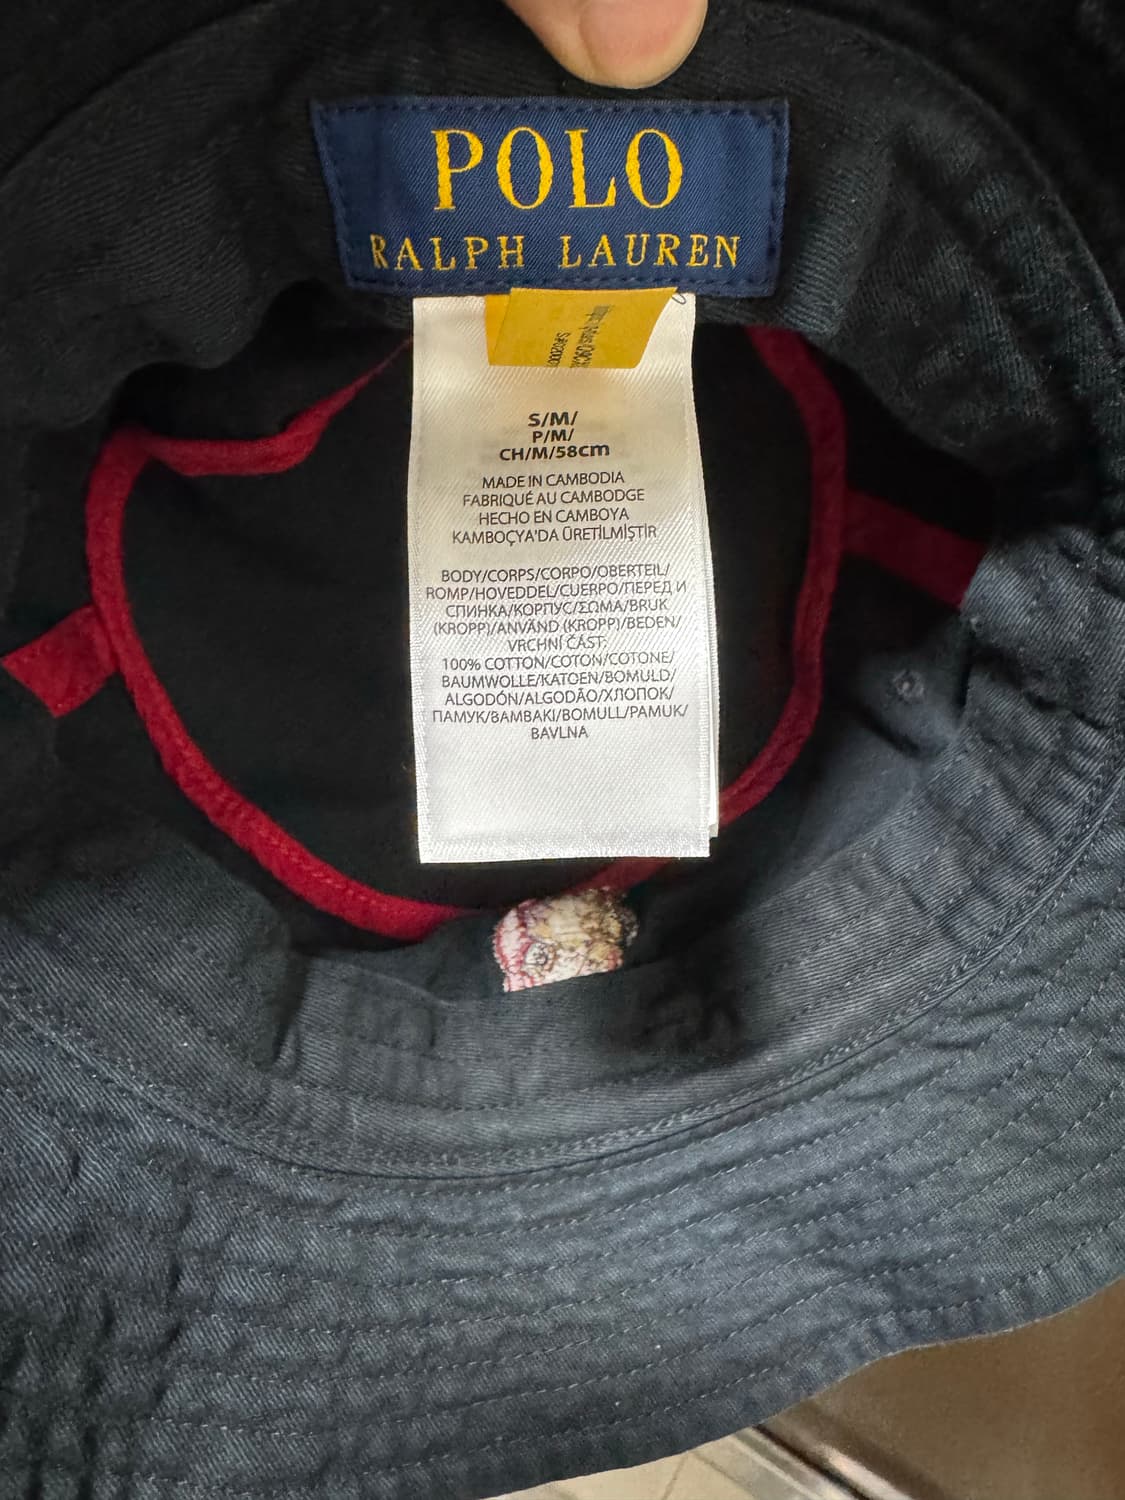 POLO
RALPH LAUREN
S/M/
P/M/
CH/M/58cm
MADE IN CAMBODIA
FABRIQUÉ AU CAMBODGE
HECHO EN CAMBOYA
KAMBOÇYA'DA ÜRETİLMİŞTİR
BODY/CORPS/CORPO/OBERTEIL/
ROMP/HOVEDDEL/CUERPO/ПЕРЕД И
СПИНКА/КОРПУС/ΣΩΜΑ/BRUK
(KROPP)/ANVÄND (KROPP)/BEDEN/
VRCHNÍ ČÁST:
100% COTTON/COTON/COTONE/
BAUMWOLLE/KATOEN/BOMULD/
ALGODÓN/ALGODÃO/ХЛОПОК/
ПАМУК/ΒΑΜΒΑΚΙ/BOMULL/PAMUK/
BAVLNA